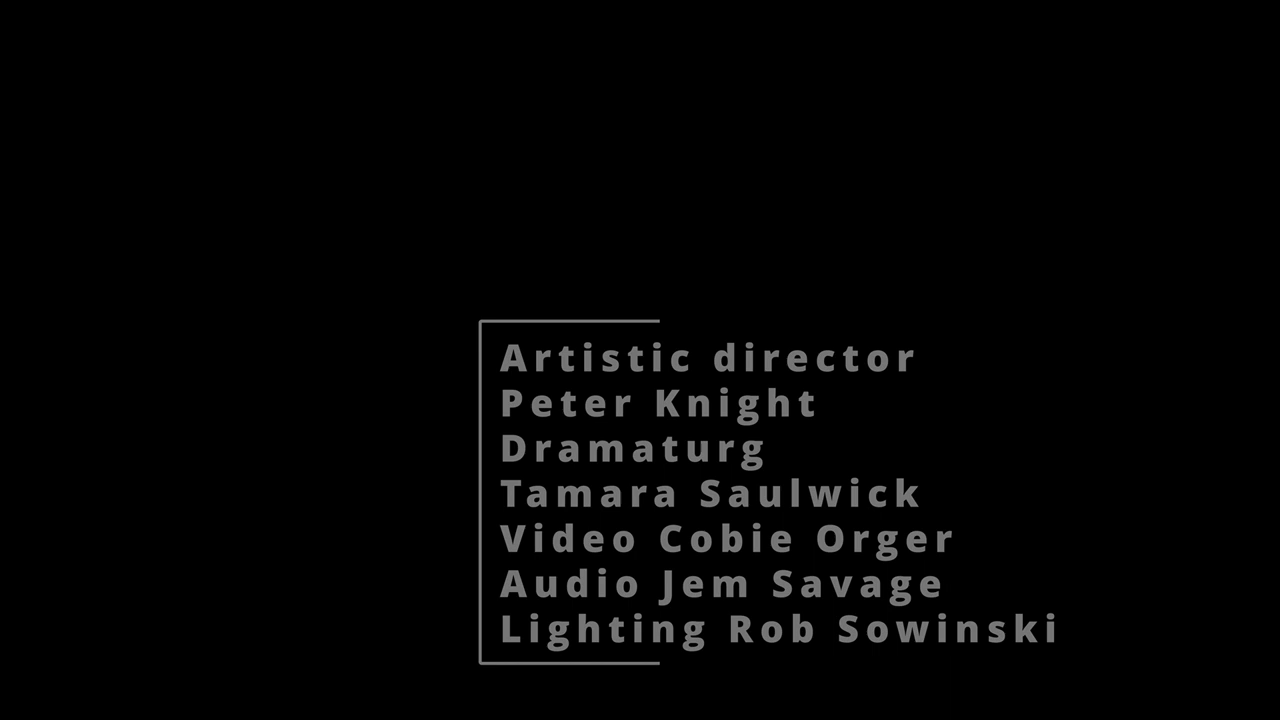 Artistic director
Peter Knight
Dramaturg
Tamara Saulwick
Video Cobie Orger
Audio Jem Savage
Lighting Rob Sowinski